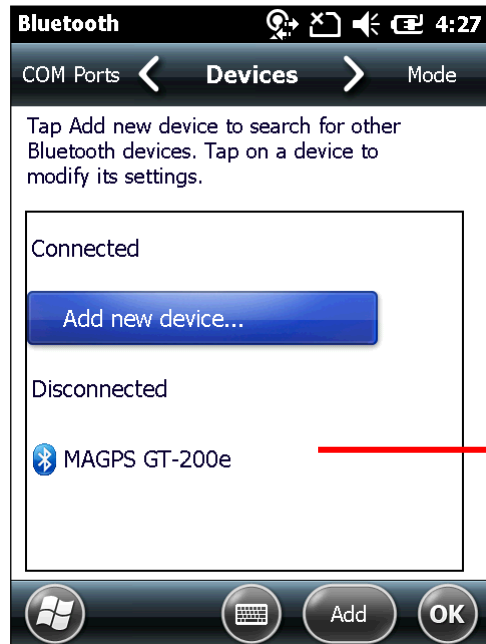 Bluetooth 4:27
COM Ports Devices Mode
Tap Add new device to search for other
Bluetooth devices. Tap on a device to
modify its settings.
Connected
Add new device...
Disconnected
MAGPS GT-200e
Add OK